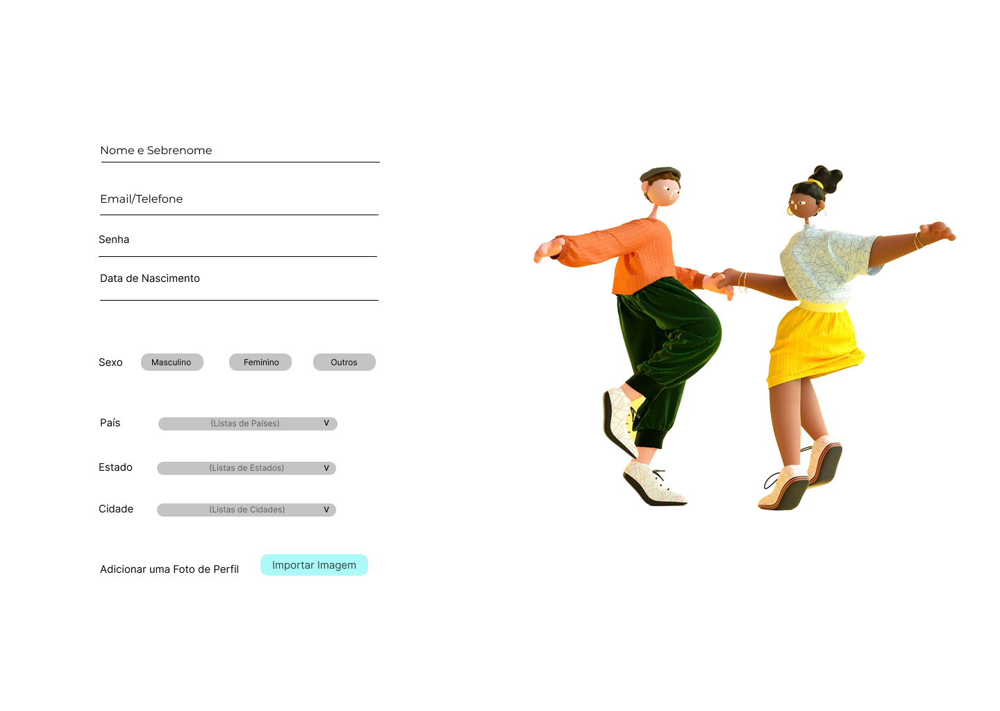 Nome e Sebrenome
Email/Telefone
Senha
Data de Nascimento
Sexo Masculino Feminino Outros
País (Listas de Países) v
Estado (Listas de Estados) v
Cidade (Listas de Cidades) v
Adicionar uma Foto de Perfil Importar Imagem